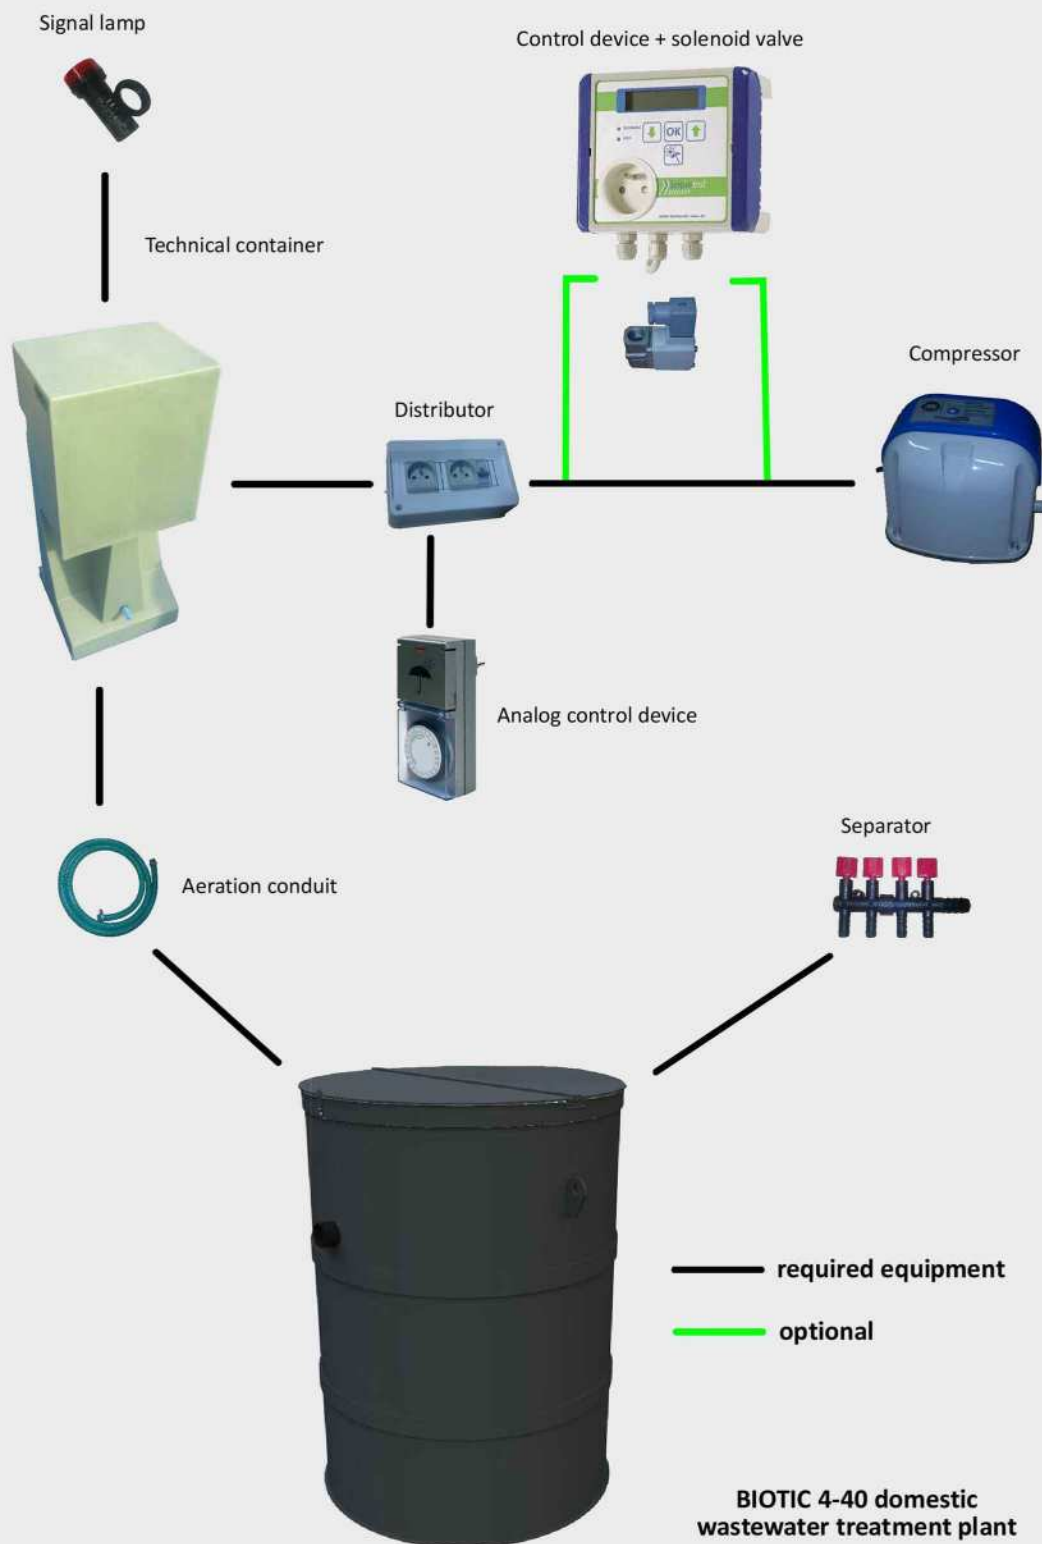 Signal lamp
Control device + solenoid valve
OK
Technical container
Compressor
Distributor
Analog control device
Separator
Aeration conduit
required equipment
optional
BIOTIC 4-40 domestic
wastewater treatment plant